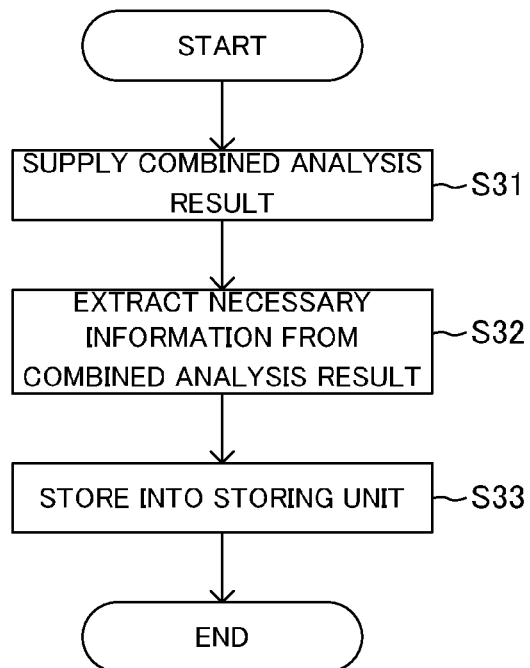 START
SUPPLY COMBINED ANALYSIS
RESULT
S31
EXTRACT NECESSARY
INFORMATION FROM
COMBINED ANALYSIS RESULT
S32
STORE INTO STORING UNIT
S33
END